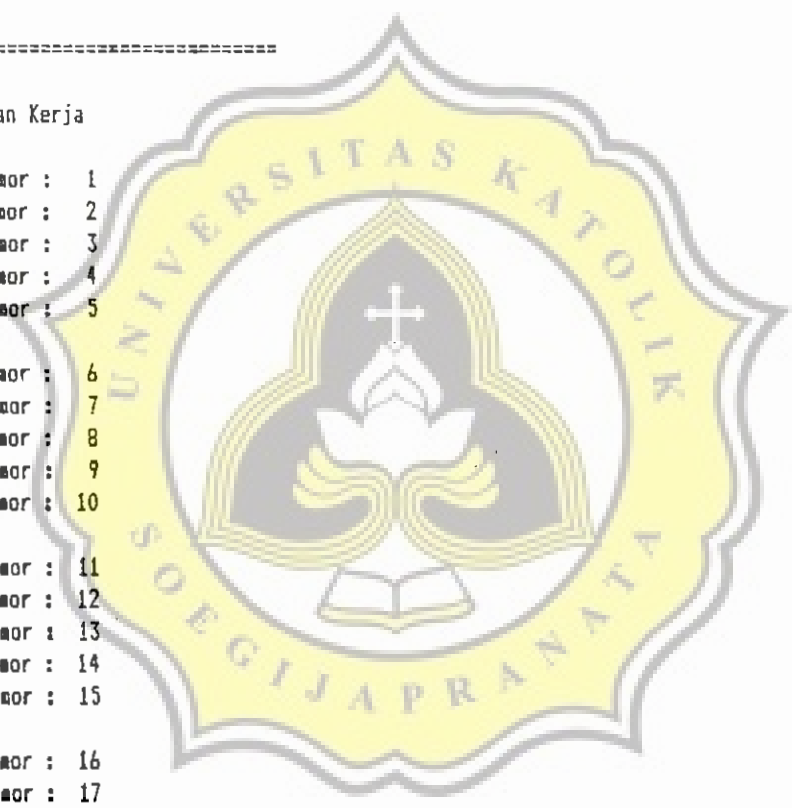 ==============================
an Kerja
mor : 1
mor : 2
mor : 3
mor : 4
mor : 5
mor : 6
mor : 7
mor : 8
mor : 9
mor : 10
mor : 11
mor : 12
mor : 13
mor : 14
mor : 15
mor : 16
mor : 17
UNIVERSITAS KATOLIK
SOEGIJAPRANATA